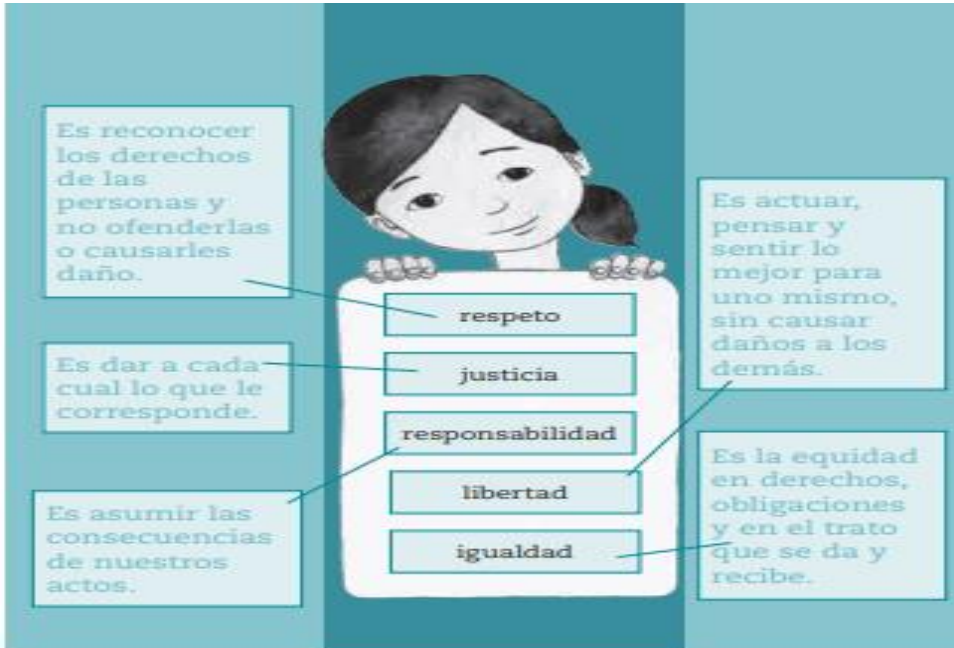 Es reconocer
los derechos
de las
personas y
no ofenderlas
o causarles
daño.
Es dar a cada
cual lo que le
corresponde.
Es asumir las
consecuencias
de nuestros
actos.
respeto
justicia
responsabilidad
libertad
igualdad
Es actuar,
pensar y
sentir lo
mejor para
uno mismo,
sin causar
daños a los
demás.
Es la equidad
en derechos,
obligaciones
y en el trato
que se da y
recibe.